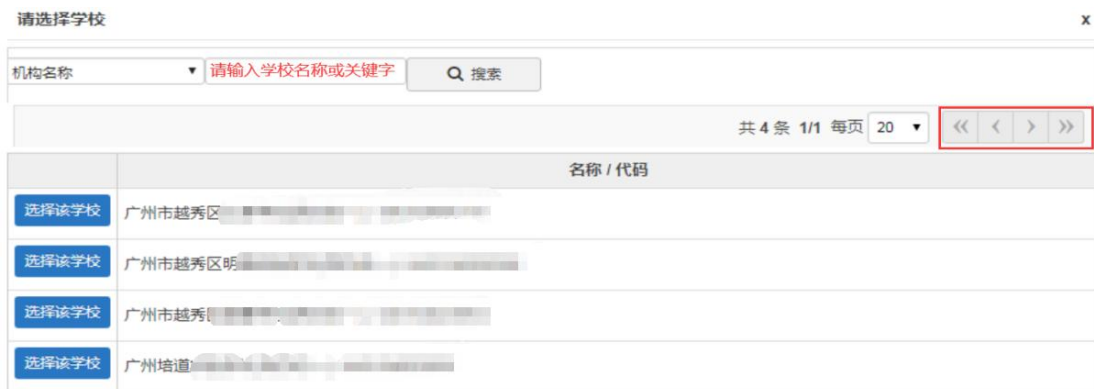 请选择学校 x
机构名称 请输入学校名称或关键字 搜索
共 4 条 1/1 每页 20
名称 / 代码
选择该学校 广州市越秀区
选择该学校 广州市越秀区明
选择该学校 广州市越秀
选择该学校 广州培道